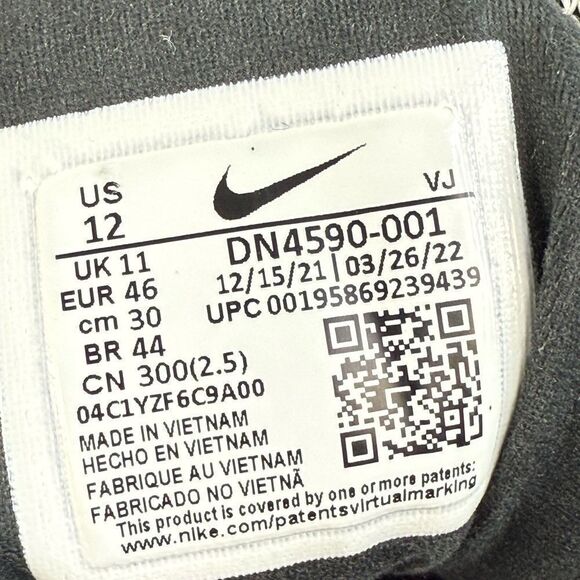 US
12
VJ
UK 11
EUR 46
cm 30
BR 44
CN 300(2.5)
04C1YZF6C9A00
DN4590-001
12/15/21 | 03/26/22
UPC 00195869239439
MADE IN VIETNAM
HECHO EN VIETNAM
FABRIQUE AU VIETNAM
FABRICADO NO VIETNÃ
This product is covered by one or more patents:
www.nike.com/patentsvirtualmarking